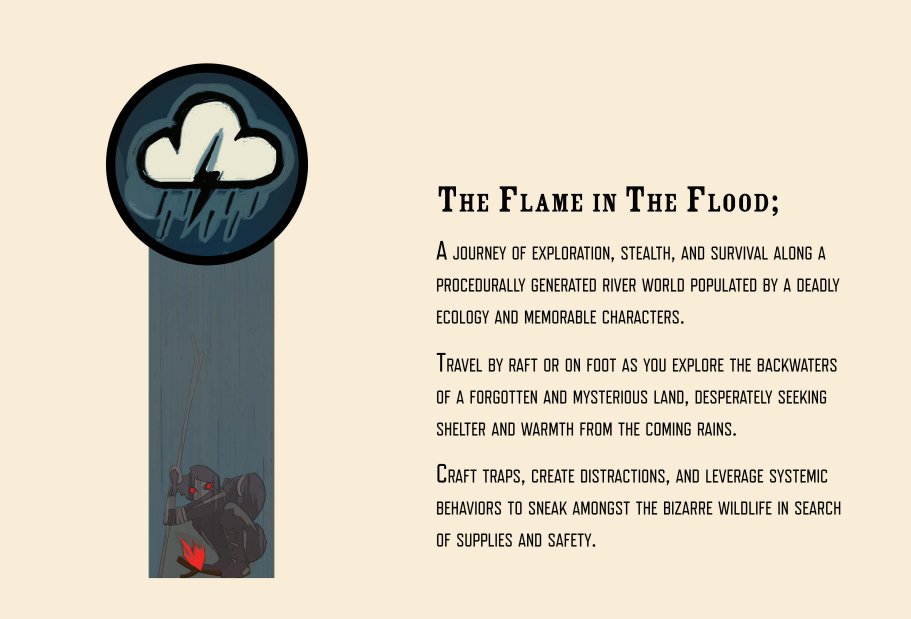 The Flame in The Flood;
A journey of exploration, stealth, and survival along a
procedurally generated river world populated by a deadly
ecology and memorable characters.
Travel by raft or on foot as you explore the backwaters
of a forgotten and mysterious land, desperately seeking
shelter and warmth from the coming rains.
Craft traps, create distractions, and leverage systemic
behaviors to sneak amongst the bizarre wildlife in search
of supplies and safety.